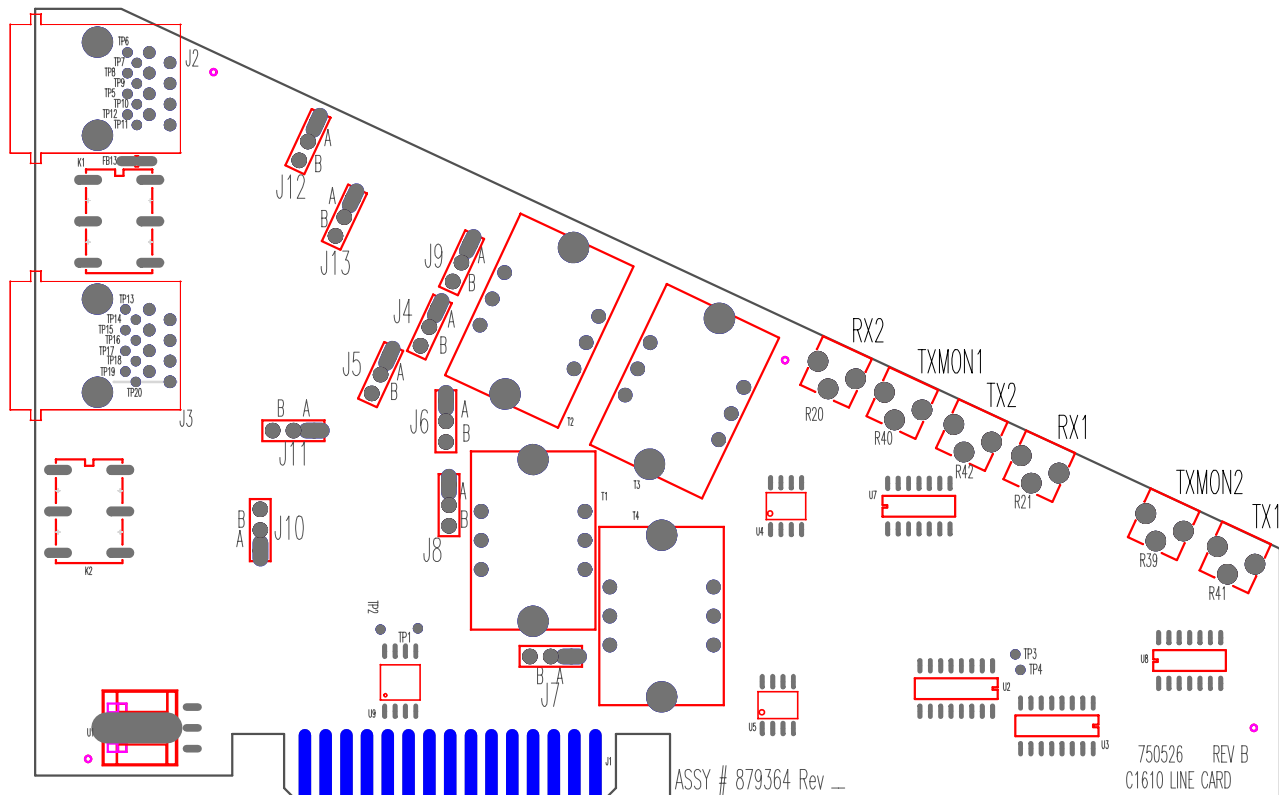 TP6
J2
TP7
TP8
TP9
TP5
TP10
TP12
TP11
K1
FB13
A
B
J12
A
B
J13
J9
A
B
J4
A
B
J5
A
B
TP13
TP14
TP15
TP16
TP17
TP18
TP19
TP20
J3
B A
J11
J6
A
B
T2
T3
RX2
R20
TXMON1
R40
TX2
R42
RX1
R21
TXMON2
R39
TX1
R41
K2
B
A
J10
J8
A
B
T1
T4
U4
U7
TP2
TP1
U9
B A
J7
U5
TP3
TP4
U2
U3
U8
J1
ASSY # 879364 Rev __
750526 REV B
C1610 LINE CARD